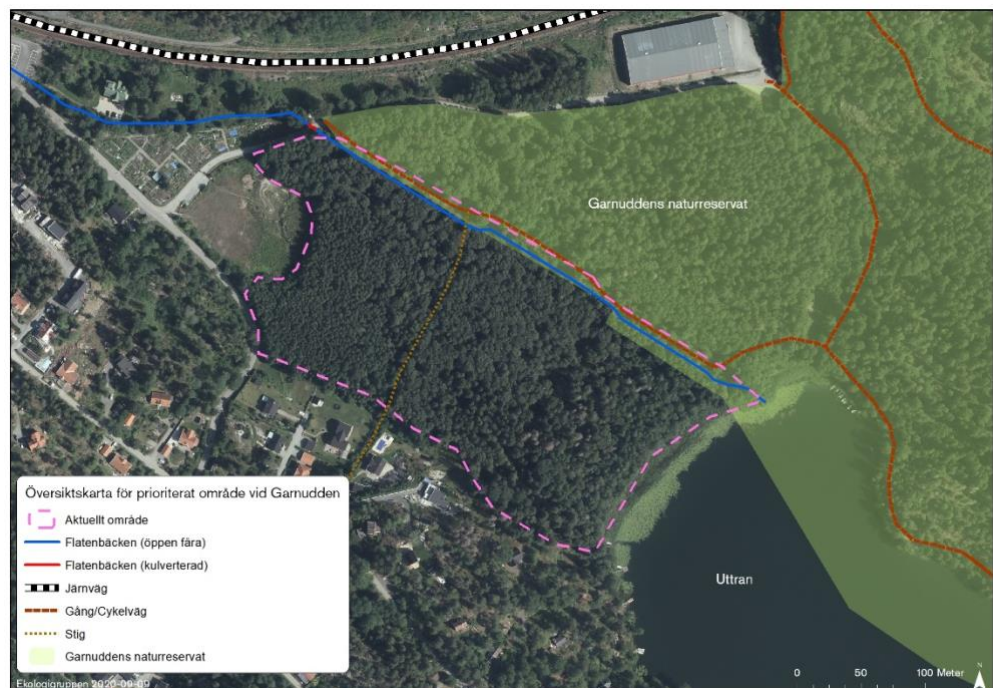 Garnuddens naturreservat
Uttran
Översiktskarta för prioriterat område vid Garnudden
Aktuellt område
Flatenbäcken (öppen fåra)
Flatenbäcken (kulverterad)
Järnväg
Gång/Cykelväg
Stig
Garnuddens naturreservat
Ekologigruppen 2020-09-09
0 50 100 Meter
N